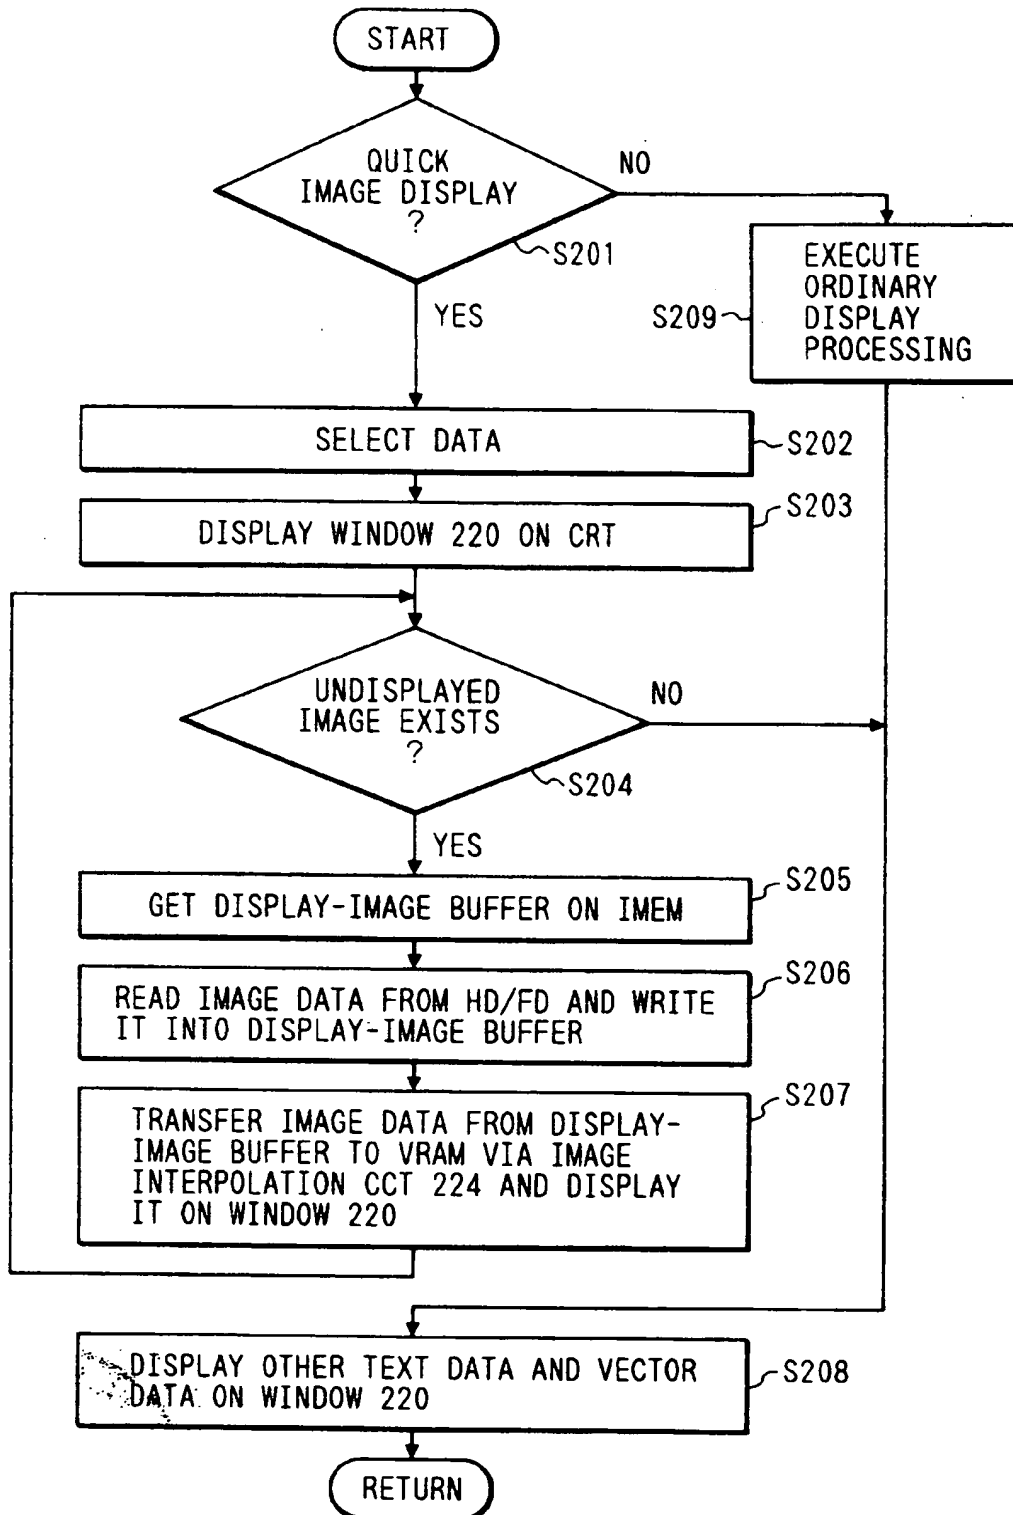 START
QUICK
IMAGE DISPLAY
?
NO
S201
YES
EXECUTE
ORDINARY
DISPLAY
PROCESSING
S209
SELECT DATA
S202
DISPLAY WINDOW 220 ON CRT
S203
UNDISPLAYED
IMAGE EXISTS
?
NO
S204
YES
GET DISPLAY-IMAGE BUFFER ON IMEM
S205
READ IMAGE DATA FROM HD/FD AND WRITE
IT INTO DISPLAY-IMAGE BUFFER
S206
TRANSFER IMAGE DATA FROM DISPLAY-
IMAGE BUFFER TO VRAM VIA IMAGE
INTERPOLATION CCT 224 AND DISPLAY
IT ON WINDOW 220
S207
DISPLAY OTHER TEXT DATA AND VECTOR
DATA ON WINDOW 220
S208
RETURN